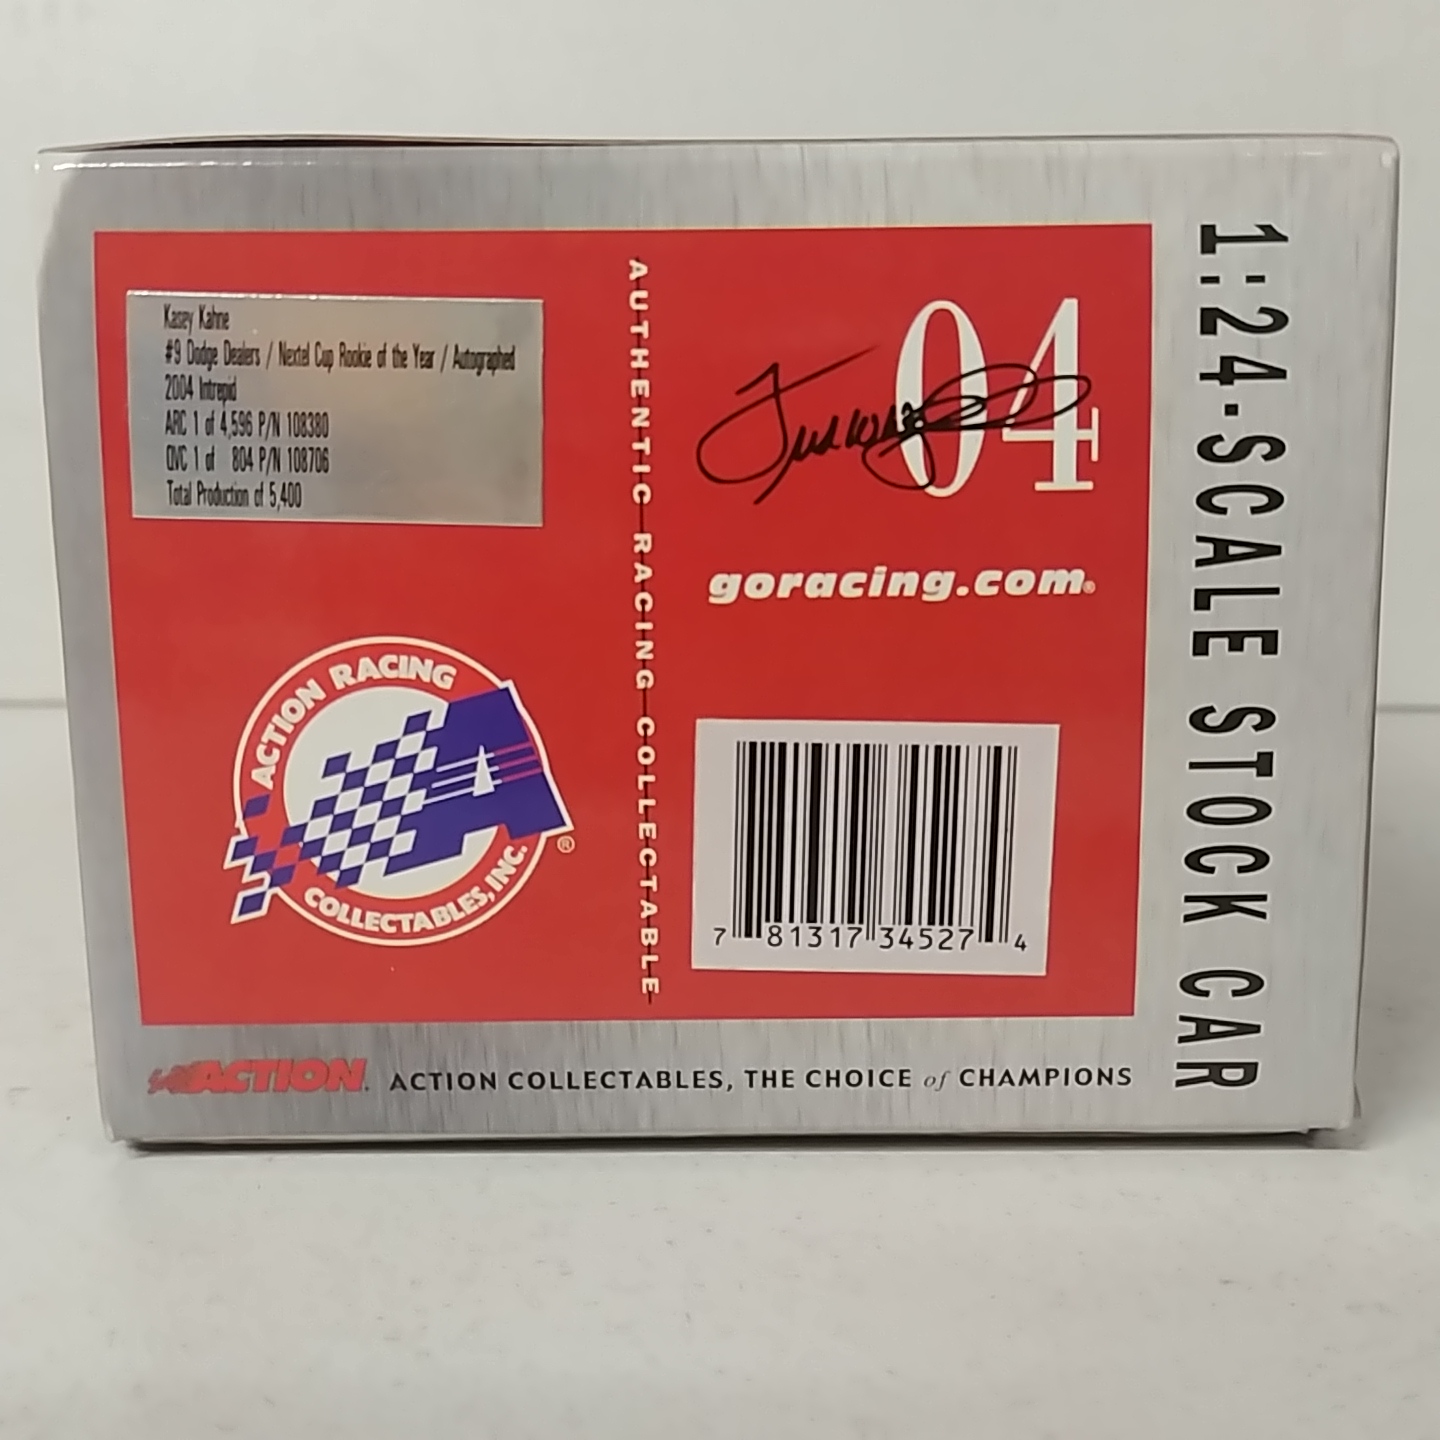 Kasey Kahne
#9 Dodge Dealers / Nextel Cup Rookie of the Year / Autographed
2004 Intrepid
ARC 1 of 4,596 P/N 108380
QVC 1 of 804 P/N 108706
Total Production of 5,400
ACTION RACING
COLLECTABLES, INC.®
AUTHENTIC RACING COLLECTABLE
04
goracing.com®
7 81317 34527 4
1:24-SCALE STOCK CAR
ACTION.
ACTION COLLECTABLES, THE CHOICE of CHAMPIONS